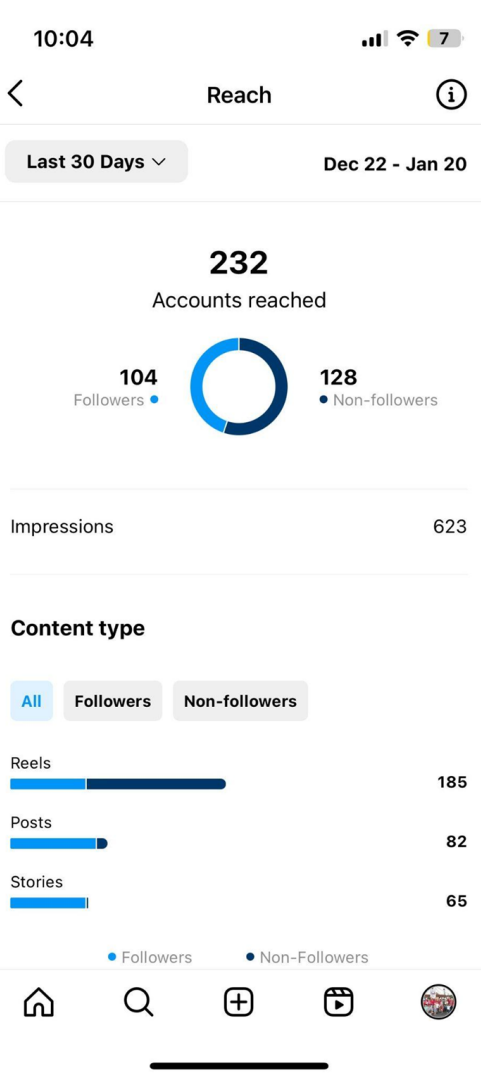 10:04
7
Reach
Last 30 Days
Dec 22 - Jan 20
232
Accounts reached
104
Followers
128
Non-followers
Impressions 623
Content type
All Followers Non-followers
Reels
185
Posts
82
Stories
65
Followers Non-Followers